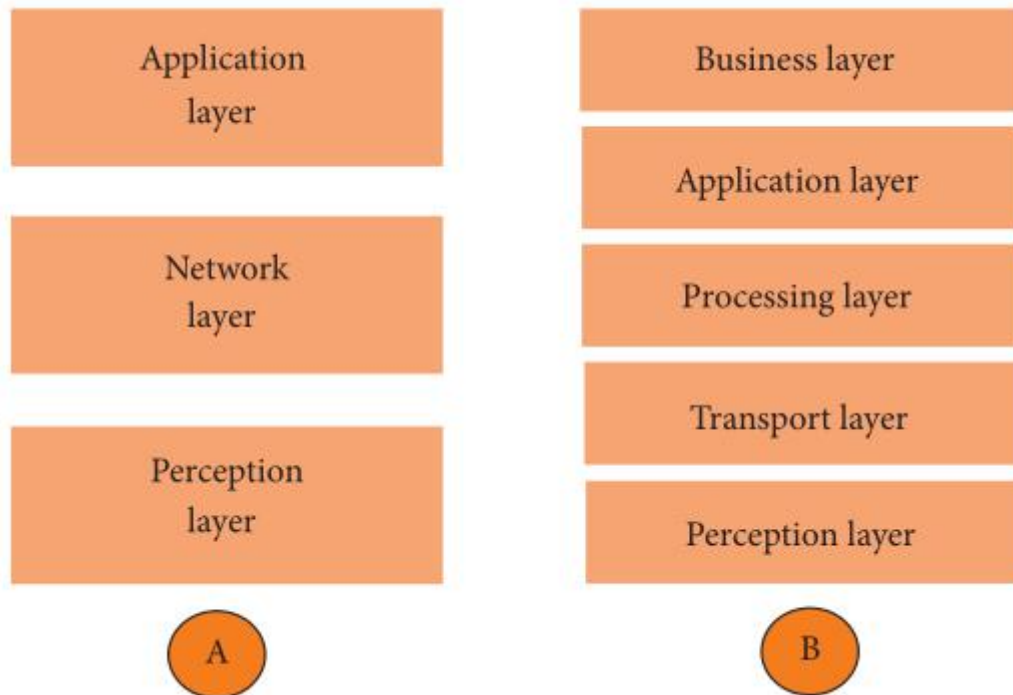 Application
layer
Network
layer
Perception
layer
A
Business layer
Application layer
Processing layer
Transport layer
Perception layer
B